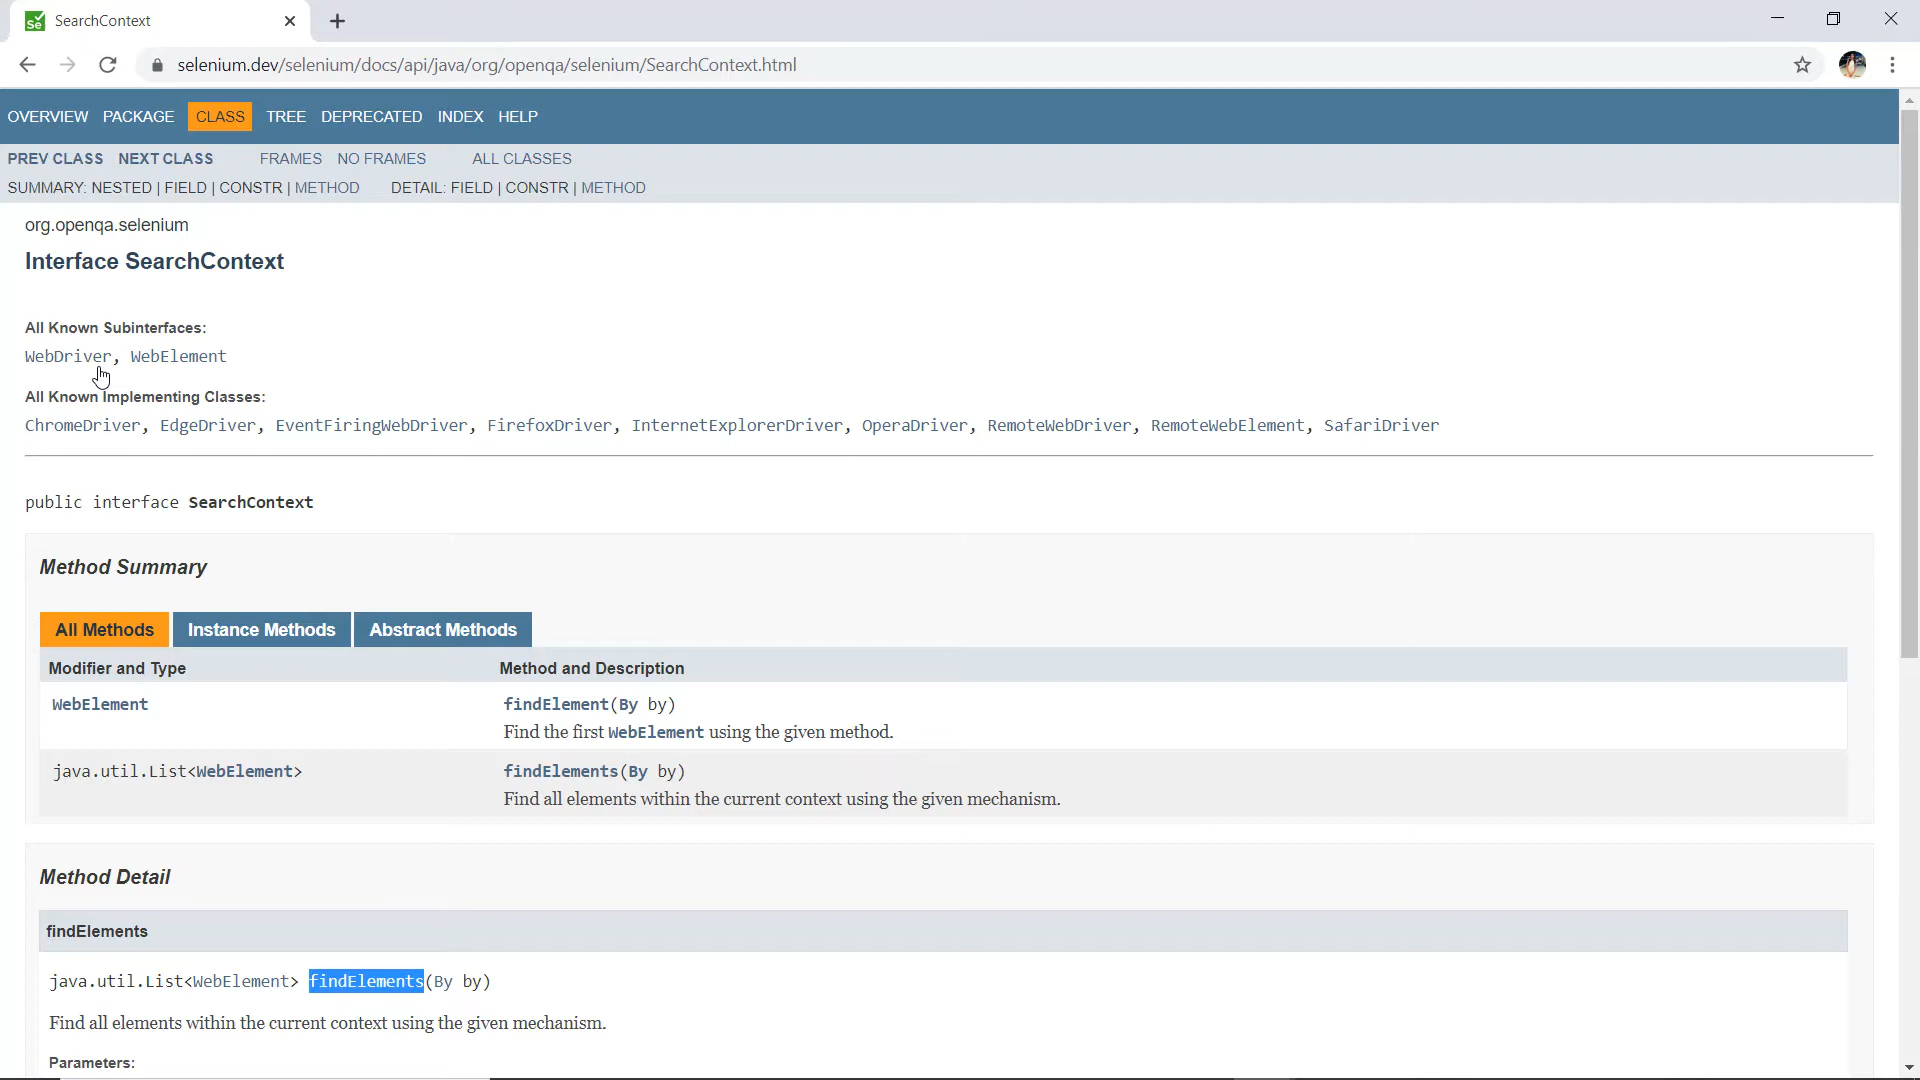 SearchContext
selenium.dev/selenium/docs/api/java/org/openqa/selenium/SearchContext.html
OVERVIEW PACKAGE CLASS TREE DEPRECATED INDEX HELP
PREV CLASS NEXT CLASS FRAMES NO FRAMES ALL CLASSES
SUMMARY: NESTED | FIELD | CONSTR | METHOD DETAIL: FIELD | CONSTR | METHOD
org.openqa.selenium
Interface SearchContext
All Known Subinterfaces:
WebDriver, WebElement
All Known Implementing Classes:
ChromeDriver, EdgeDriver, EventFiringWebDriver, FirefoxDriver, InternetExplorerDriver, OperaDriver, RemoteWebDriver, RemoteWebElement, SafariDriver
public interface SearchContext
Method Summary
All Methods Instance Methods Abstract Methods
Modifier and Type Method and Description
WebElement findElement(By by)
Find the first WebElement using the given method.
java.util.List<WebElement> findElements(By by)
Find all elements within the current context using the given mechanism.
Method Detail
findElements
java.util.List<WebElement> findElements(By by)
Find all elements within the current context using the given mechanism.
Parameters: